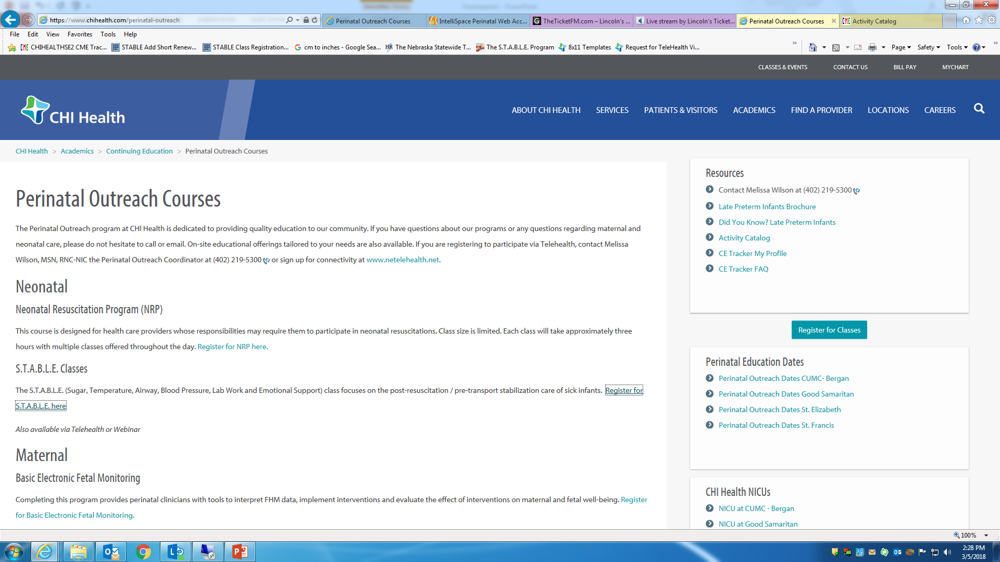 https://www.chihealth.com/perinatal-outreach
Perinatal Outreach Courses
IntelliSpace Perinatal Web Acc...
TheTicketFM.com – Lincoln's ...
Live stream by Lincoln's Ticket...
Perinatal Outreach Courses
Activity Catalog
File Edit View Favorites Tools Help
CHIHEALTHSE2 CME Trac...
STABLE Add Short Renew...
STABLE Class Registration...
cm to inches - Google Sea...
The Nebraska Statewide T...
The S.T.A.B.L.E. Program
8x11 Templates
Request for TeleHealth Vi...
Page Safety Tools
CLASSES & EVENTS CONTACT US BILL PAY MYCHART
CHI Health
ABOUT CHI HEALTH SERVICES PATIENTS & VISITORS ACADEMICS FIND A PROVIDER LOCATIONS CAREERS
CHI Health > Academics > Continuing Education > Perinatal Outreach Courses
Perinatal Outreach Courses
The Perinatal Outreach program at CHI Health is dedicated to providing quality education to our community. If you have questions about our programs or any questions regarding maternal and
neonatal care, please do not hesitate to call or email. On-site educational offerings tailored to your needs are also available. If you are registering to participate via Telehealth, contact Melissa
Wilson, MSN, RNC-NIC the Perinatal Outreach Coordinator at (402) 219-5300 or sign up for connectivity at www.netelehealth.net.
Neonatal
Neonatal Resuscitation Program (NRP)
This course is designed for health care providers whose responsibilities may require them to participate in neonatal resuscitations. Class size is limited. Each class will take approximately three
hours with multiple classes offered throughout the day. Register for NRP here.
S.T.A.B.L.E. Classes
The S.T.A.B.L.E. (Sugar, Temperature, Airway, Blood Pressure, Lab Work and Emotional Support) class focuses on the post-resuscitation / pre-transport stabilization care of sick infants. Register for
S.T.A.B.L.E. here
Also available via Telehealth or Webinar
Maternal
Basic Electronic Fetal Monitoring
Completing this program provides perinatal clinicians with tools to interpret FHM data, implement interventions and evaluate the effect of interventions on maternal and fetal well-being. Register
for Basic Electronic Fetal Monitoring.
Resources
Contact Melissa Wilson at (402) 219-5300
Late Preterm Infants Brochure
Did You Know? Late Preterm Infants
Activity Catalog
CE Tracker My Profile
CE Tracker FAQ
Register for Classes
Perinatal Education Dates
Perinatal Outreach Dates CUMC- Bergan
Perinatal Outreach Dates Good Samaritan
Perinatal Outreach Dates St. Elizabeth
Perinatal Outreach Dates St. Francis
CHI Health NICUs
NICU at CUMC - Bergan
NICU at Good Samaritan
100%
2:28 PM
3/5/2018